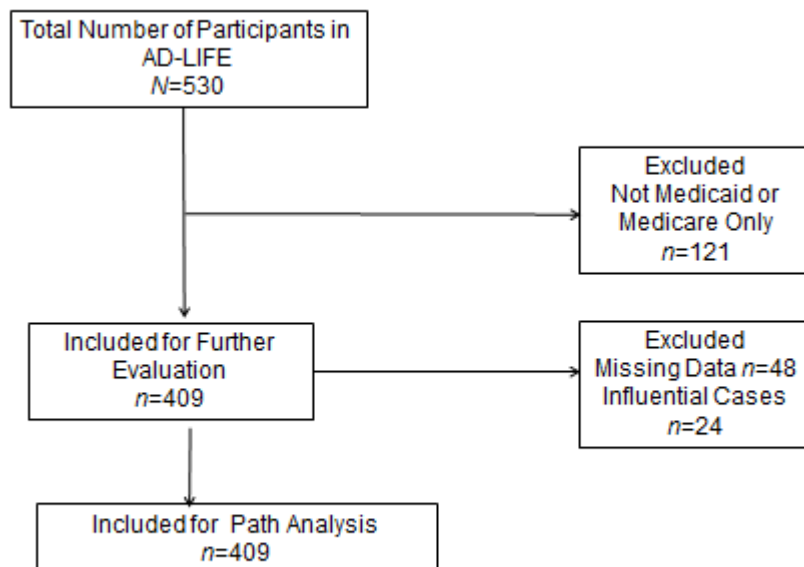 Total Number of Participants in
AD-LIFE
N=530
Excluded
Not Medicaid or
Medicare Only
n=121
Included for Further
Evaluation
n=409
Excluded
Missing Data n=48
Influential Cases
n=24
Included for Path Analysis
n=409